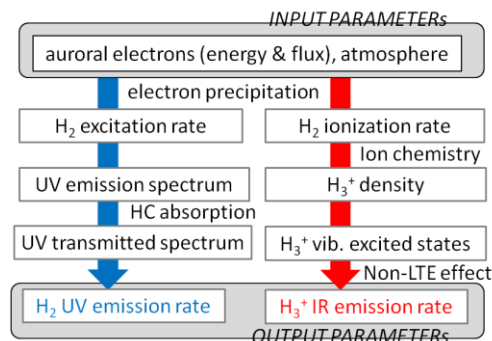 INPUT PARAMETERs
auroral electrons (energy & flux), atmosphere
electron precipitation
H₂ excitation rate
H₂ ionization rate
Ion chemistry
UV emission spectrum
H₃⁺ density
HC absorption
UV transmitted spectrum
H₃⁺ vib. excited states
Non-LTE effect
H₂ UV emission rate
H₃⁺ IR emission rate
OUTPUT PARAMETERs